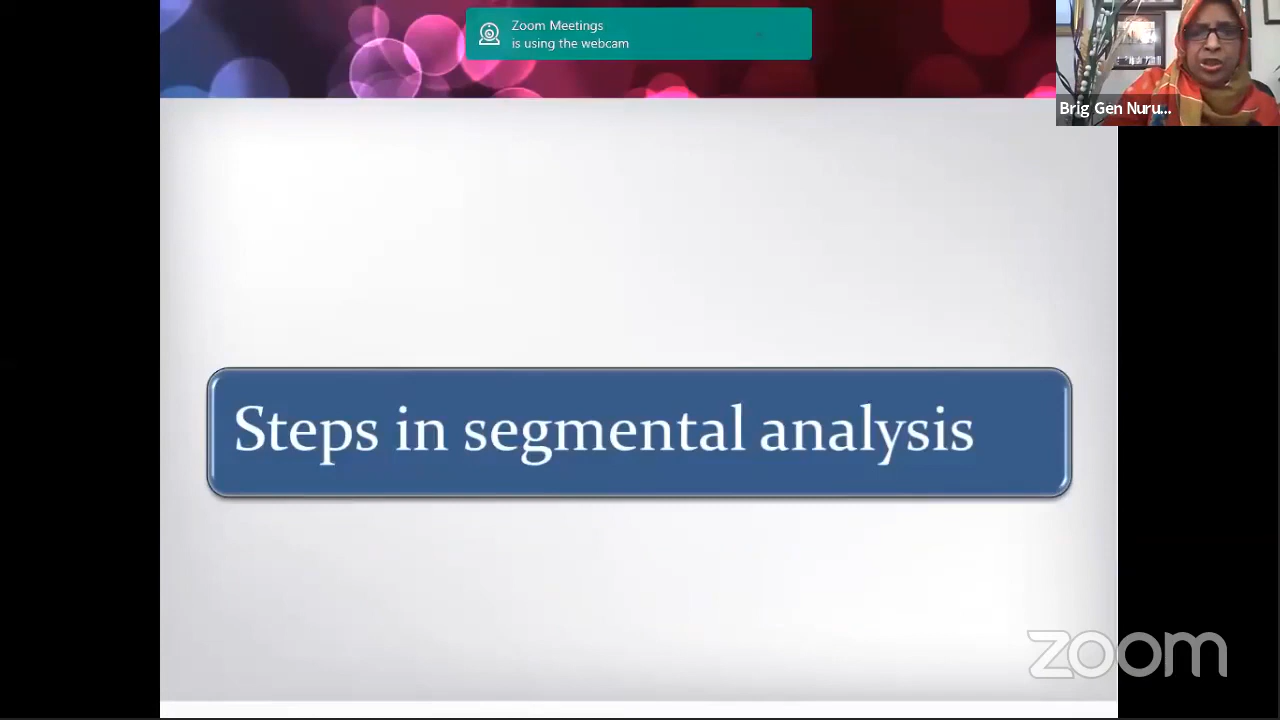 Zoom Meetings
is using the webcam
Brig Gen Nuru...
Steps in segmental analysis
zoom